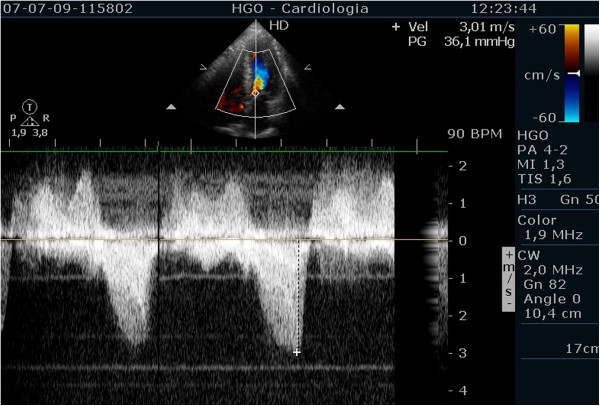 07-07-09-115802 HGO - Cardiologia 12:23:44
HD
+ Vel 3,01 m/s
PG 36,1 mmHg
+60
cm/s
-60
T
P R
1,9 3,8
90 BPM
HGO
PA 4-2
MI 1,3
TIS 1,6
H3 Gn 50
Color
1,9 MHz
CW
2,0 MHz
Gn 82
Angle 0
10,4 cm
17cm
2
1
0
+
m
/
s
-
1
2
3
4